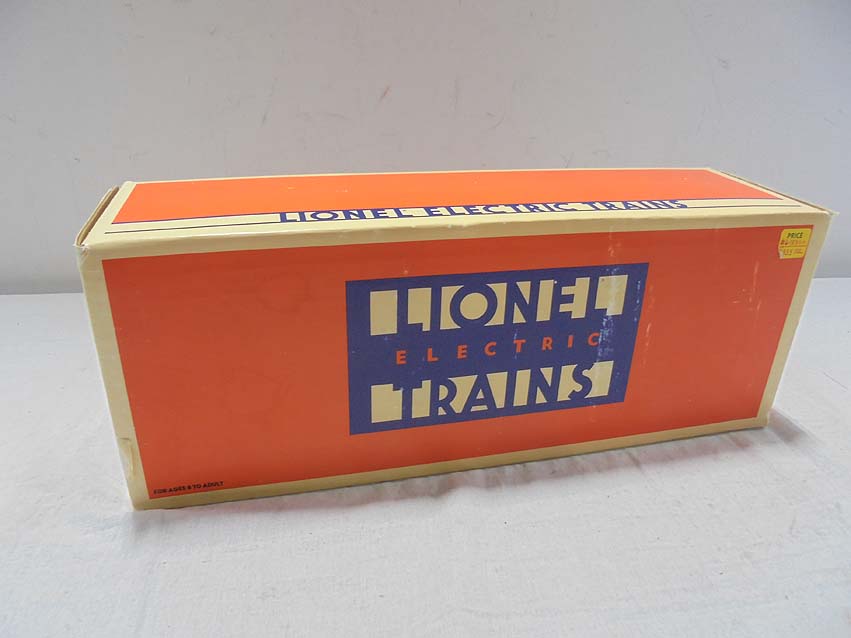 LIONEL ELECTRIC TRAINS
PRICE
LIONEL
ELECTRIC
TRAINS
FOR AGES 8 TO ADULT